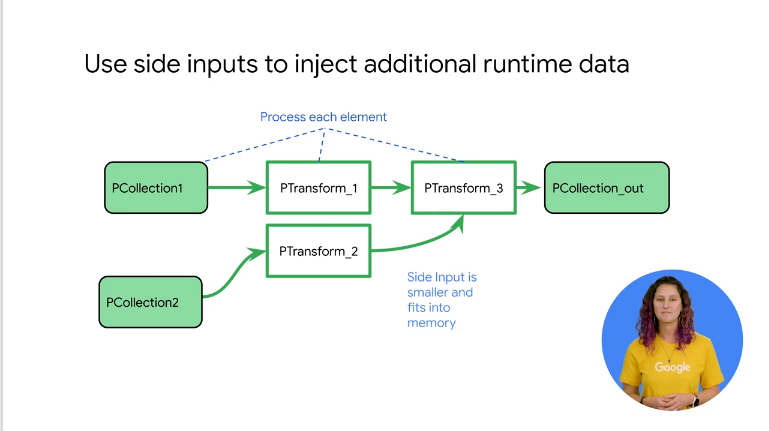 Use side inputs to inject additional runtime data
Process each element
PCollection1
PTransform_1
PTransform_3
PCollection_out
PTransform_2
PCollection2
Side Input is
smaller and
fits into
memory
Google